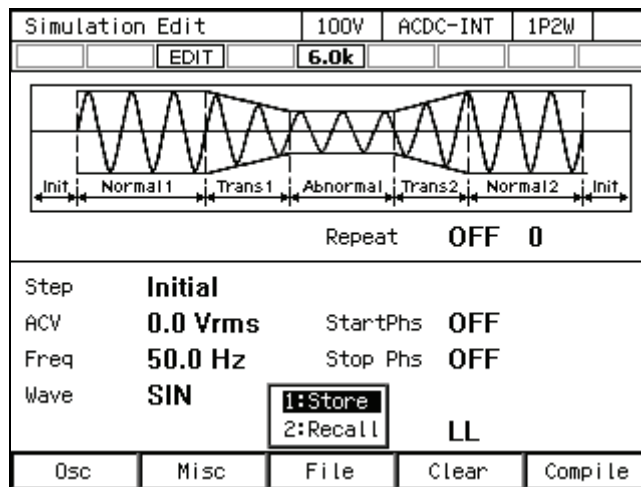 Simulation Edit 100V ACDC-INT 1P2W
EDIT 6.0k
Init Normal1 Trans1 Abnormal Trans2 Normal2 Init
Repeat OFF 0
Step Initial
ACV 0.0 Vrms StartPhs OFF
Freq 50.0 Hz Stop Phs OFF
Wave SIN
1:Store
2:Recall LL
Osc Misc File Clear Compile